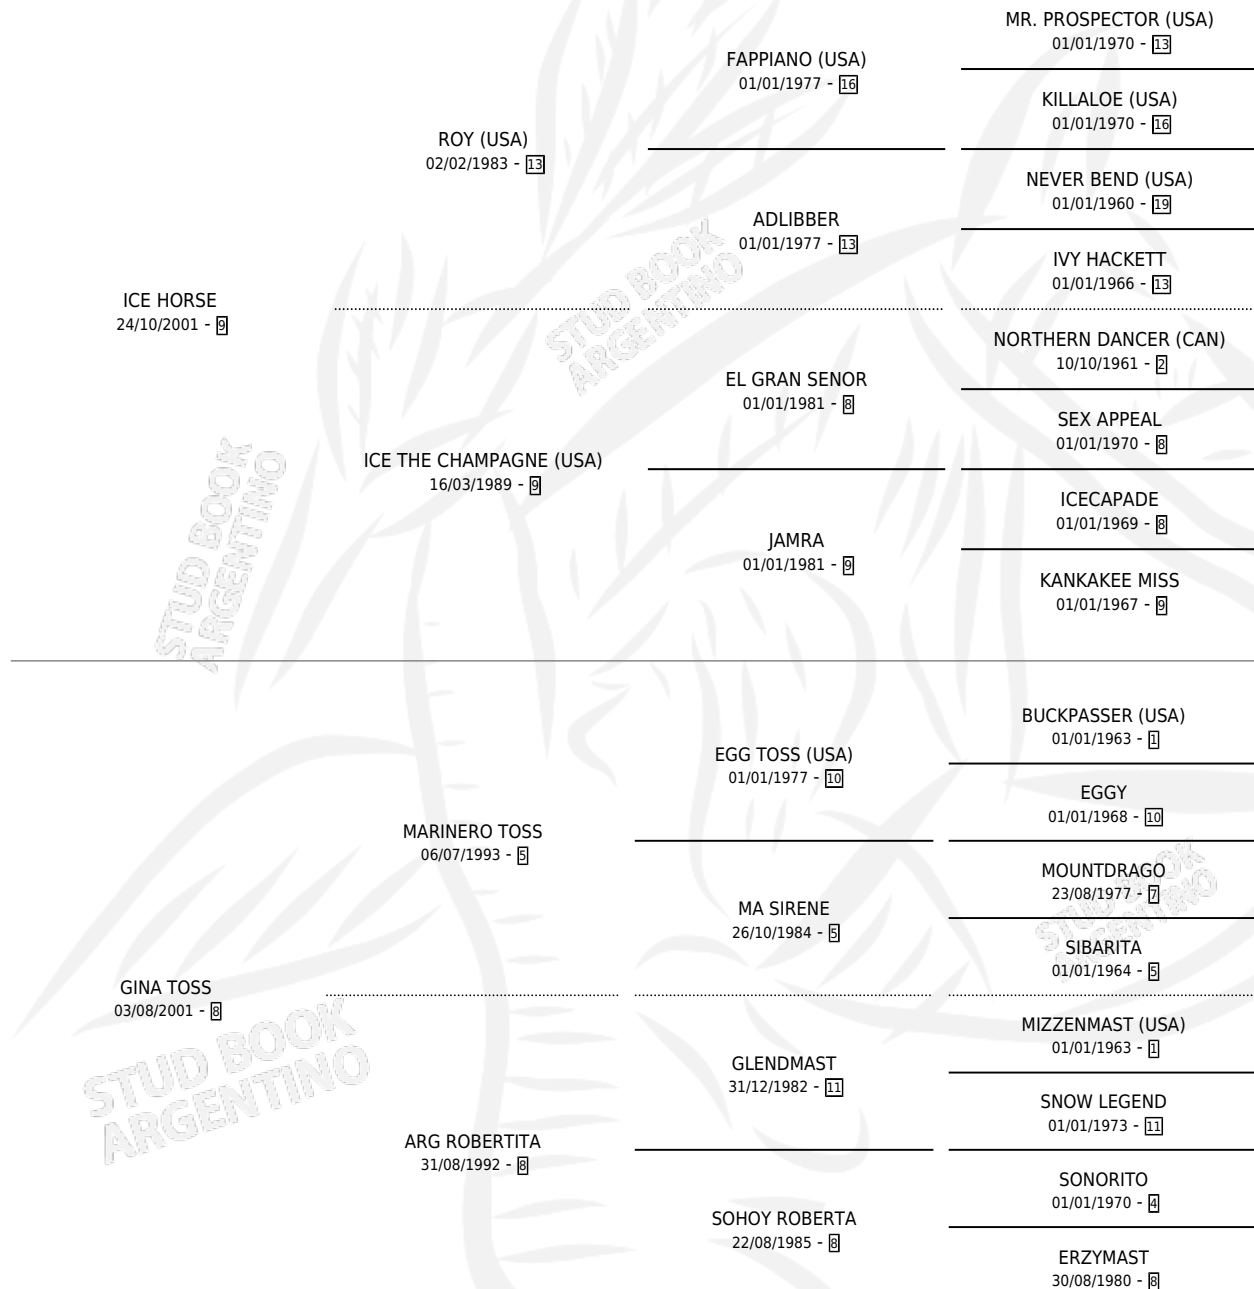 MR. PROSPECTOR (USA)
01/01/1970 - 13
FAPPIANO (USA)
01/01/1977 - 16
KILLALOE (USA)
01/01/1970 - 16
ROY (USA)
02/02/1983 - 13
NEVER BEND (USA)
01/01/1960 - 19
ADLIBBER
01/01/1977 - 13
IVY HACKETT
01/01/1966 - 13
ICE HORSE
24/10/2001 - 9
NORTHERN DANCER (CAN)
10/10/1961 - 2
EL GRAN SENOR
01/01/1981 - 8
SEX APPEAL
01/01/1970 - 8
ICE THE CHAMPAGNE (USA)
16/03/1989 - 9
ICECAPADE
01/01/1969 - 8
JAMRA
01/01/1981 - 9
KANKAKEE MISS
01/01/1967 - 9
BUCKPASSER (USA)
01/01/1963 - 1
EGG TOSS (USA)
01/01/1977 - 10
EGGY
01/01/1968 - 10
MARINERO TOSS
06/07/1993 - 5
MOUNTDRAGO
23/08/1977 - 7
MA SIRENE
26/10/1984 - 5
SIBARITA
01/01/1964 - 5
GINA TOSS
03/08/2001 - 8
MIZZENMAST (USA)
01/01/1963 - 1
GLENDMAST
31/12/1982 - 11
SNOW LEGEND
01/01/1973 - 11
ARG ROBERTITA
31/08/1992 - 8
SONORITO
01/01/1970 - 4
SOHOY ROBERTA
22/08/1985 - 8
ERZYMAST
30/08/1980 - 8
STUD BOOK
ARGENTINO
STUD BOOK
ARGENTINO
STUD BOOK
ARGENTINO
STUD BOOK
ARGENTINO